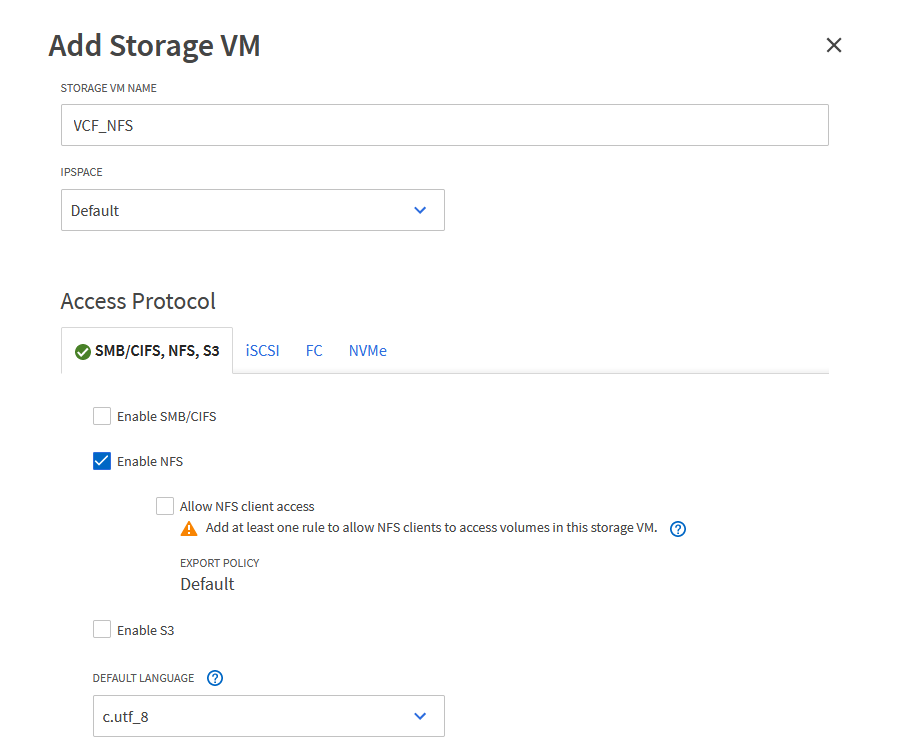 Add Storage VM
STORAGE VM NAME
VCF_NFS
IPSPACE
Default
Access Protocol
SMB/CIFS, NFS, S3 iSCSI FC NVMe
Enable SMB/CIFS
Enable NFS
Allow NFS client access
Add at least one rule to allow NFS clients to access volumes in this storage VM.
EXPORT POLICY
Default
Enable S3
DEFAULT LANGUAGE
c.utf_8